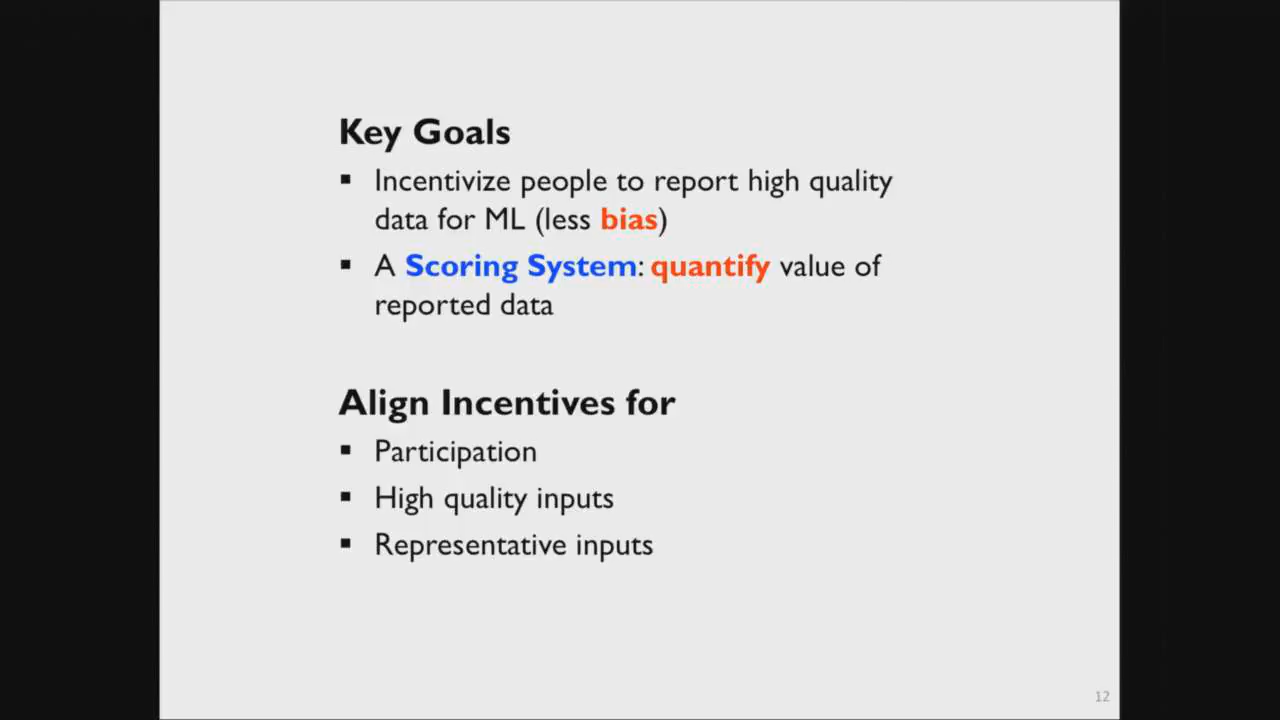 Key Goals
▪ Incentivize people to report high quality
data for ML (less bias)
▪ A Scoring System: quantify value of
reported data
Align Incentives for
▪ Participation
▪ High quality inputs
▪ Representative inputs
12